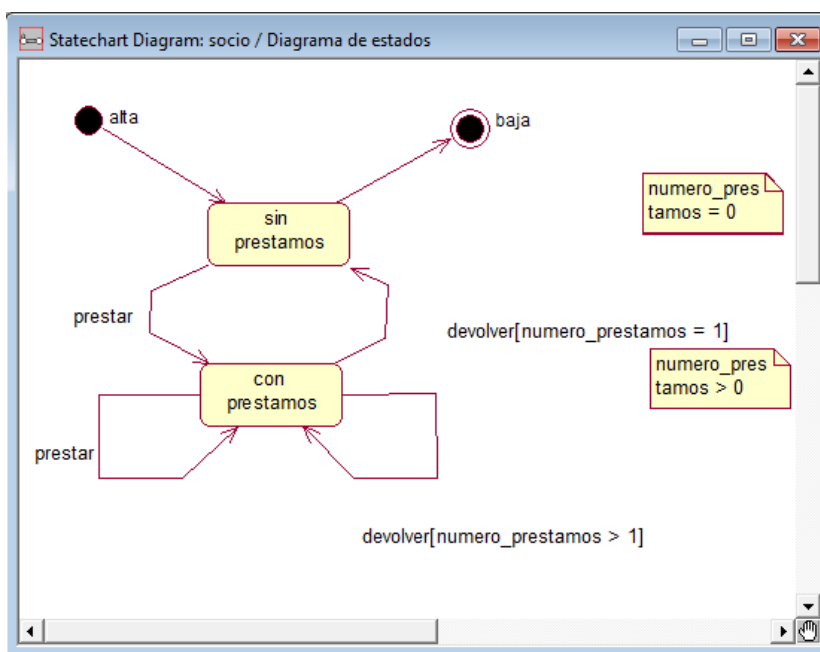 Statechart Diagram: socio / Diagrama de estados
alta
baja
numero_pres
tamos = 0
sin
prestamos
prestar
devolver[numero_prestamos = 1]
numero_pres
tamos > 0
con
prestamos
prestar
devolver[numero_prestamos > 1]